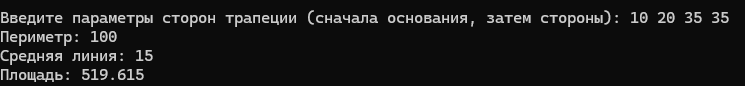 Введите параметры сторон трапеции (сначала основания, затем стороны): 10 20 35 35
Периметр: 100
Средняя линия: 15
Площадь: 519.615